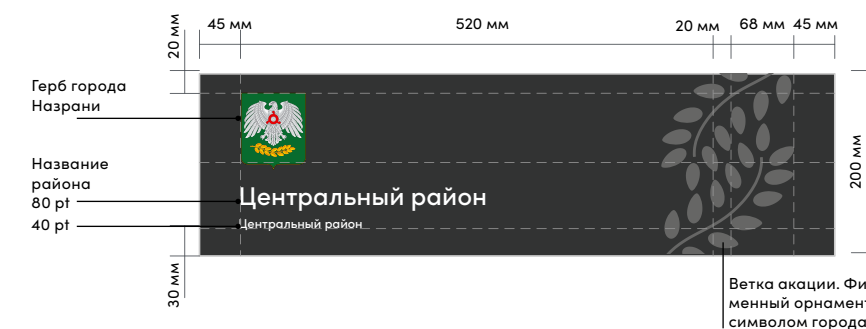 45 мм
520 мм
20 мм
68 мм
45 мм
20 мм
Герб города
Назрани
Название
района
80 pt
40 pt
Центральный район
Центральный район
200 мм
30 мм
Ветка акации.
менный орнамент
символом города